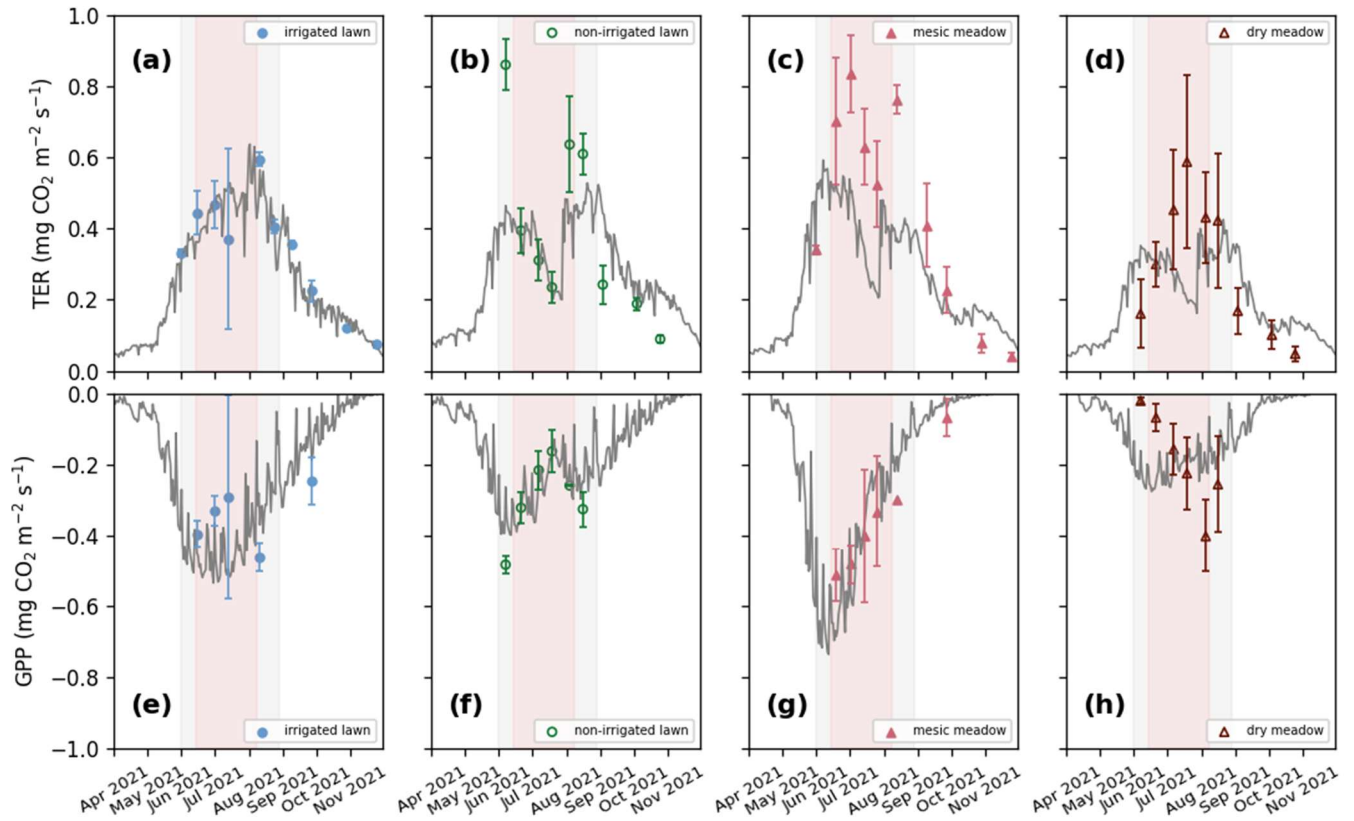 (a)
irrigated lawn
(b)
non-irrigated lawn
(c)
mesic meadow
(d)
dry meadow
TER (mg CO₂ m⁻² s⁻¹)
1.0
0.8
0.6
0.4
0.2
0.0
GPP (mg CO₂ m⁻² s⁻¹)
0.0
−0.2
−0.4
−0.6
−0.8
−1.0
(e)
irrigated lawn
(f)
non-irrigated lawn
(g)
mesic meadow
(h)
dry meadow
Apr 2021
May 2021
Jun 2021
Jul 2021
Aug 2021
Sep 2021
Oct 2021
Nov 2021
Apr 2021
May 2021
Jun 2021
Jul 2021
Aug 2021
Sep 2021
Oct 2021
Nov 2021
Apr 2021
May 2021
Jun 2021
Jul 2021
Aug 2021
Sep 2021
Oct 2021
Nov 2021
Apr 2021
May 2021
Jun 2021
Jul 2021
Aug 2021
Sep 2021
Oct 2021
Nov 2021